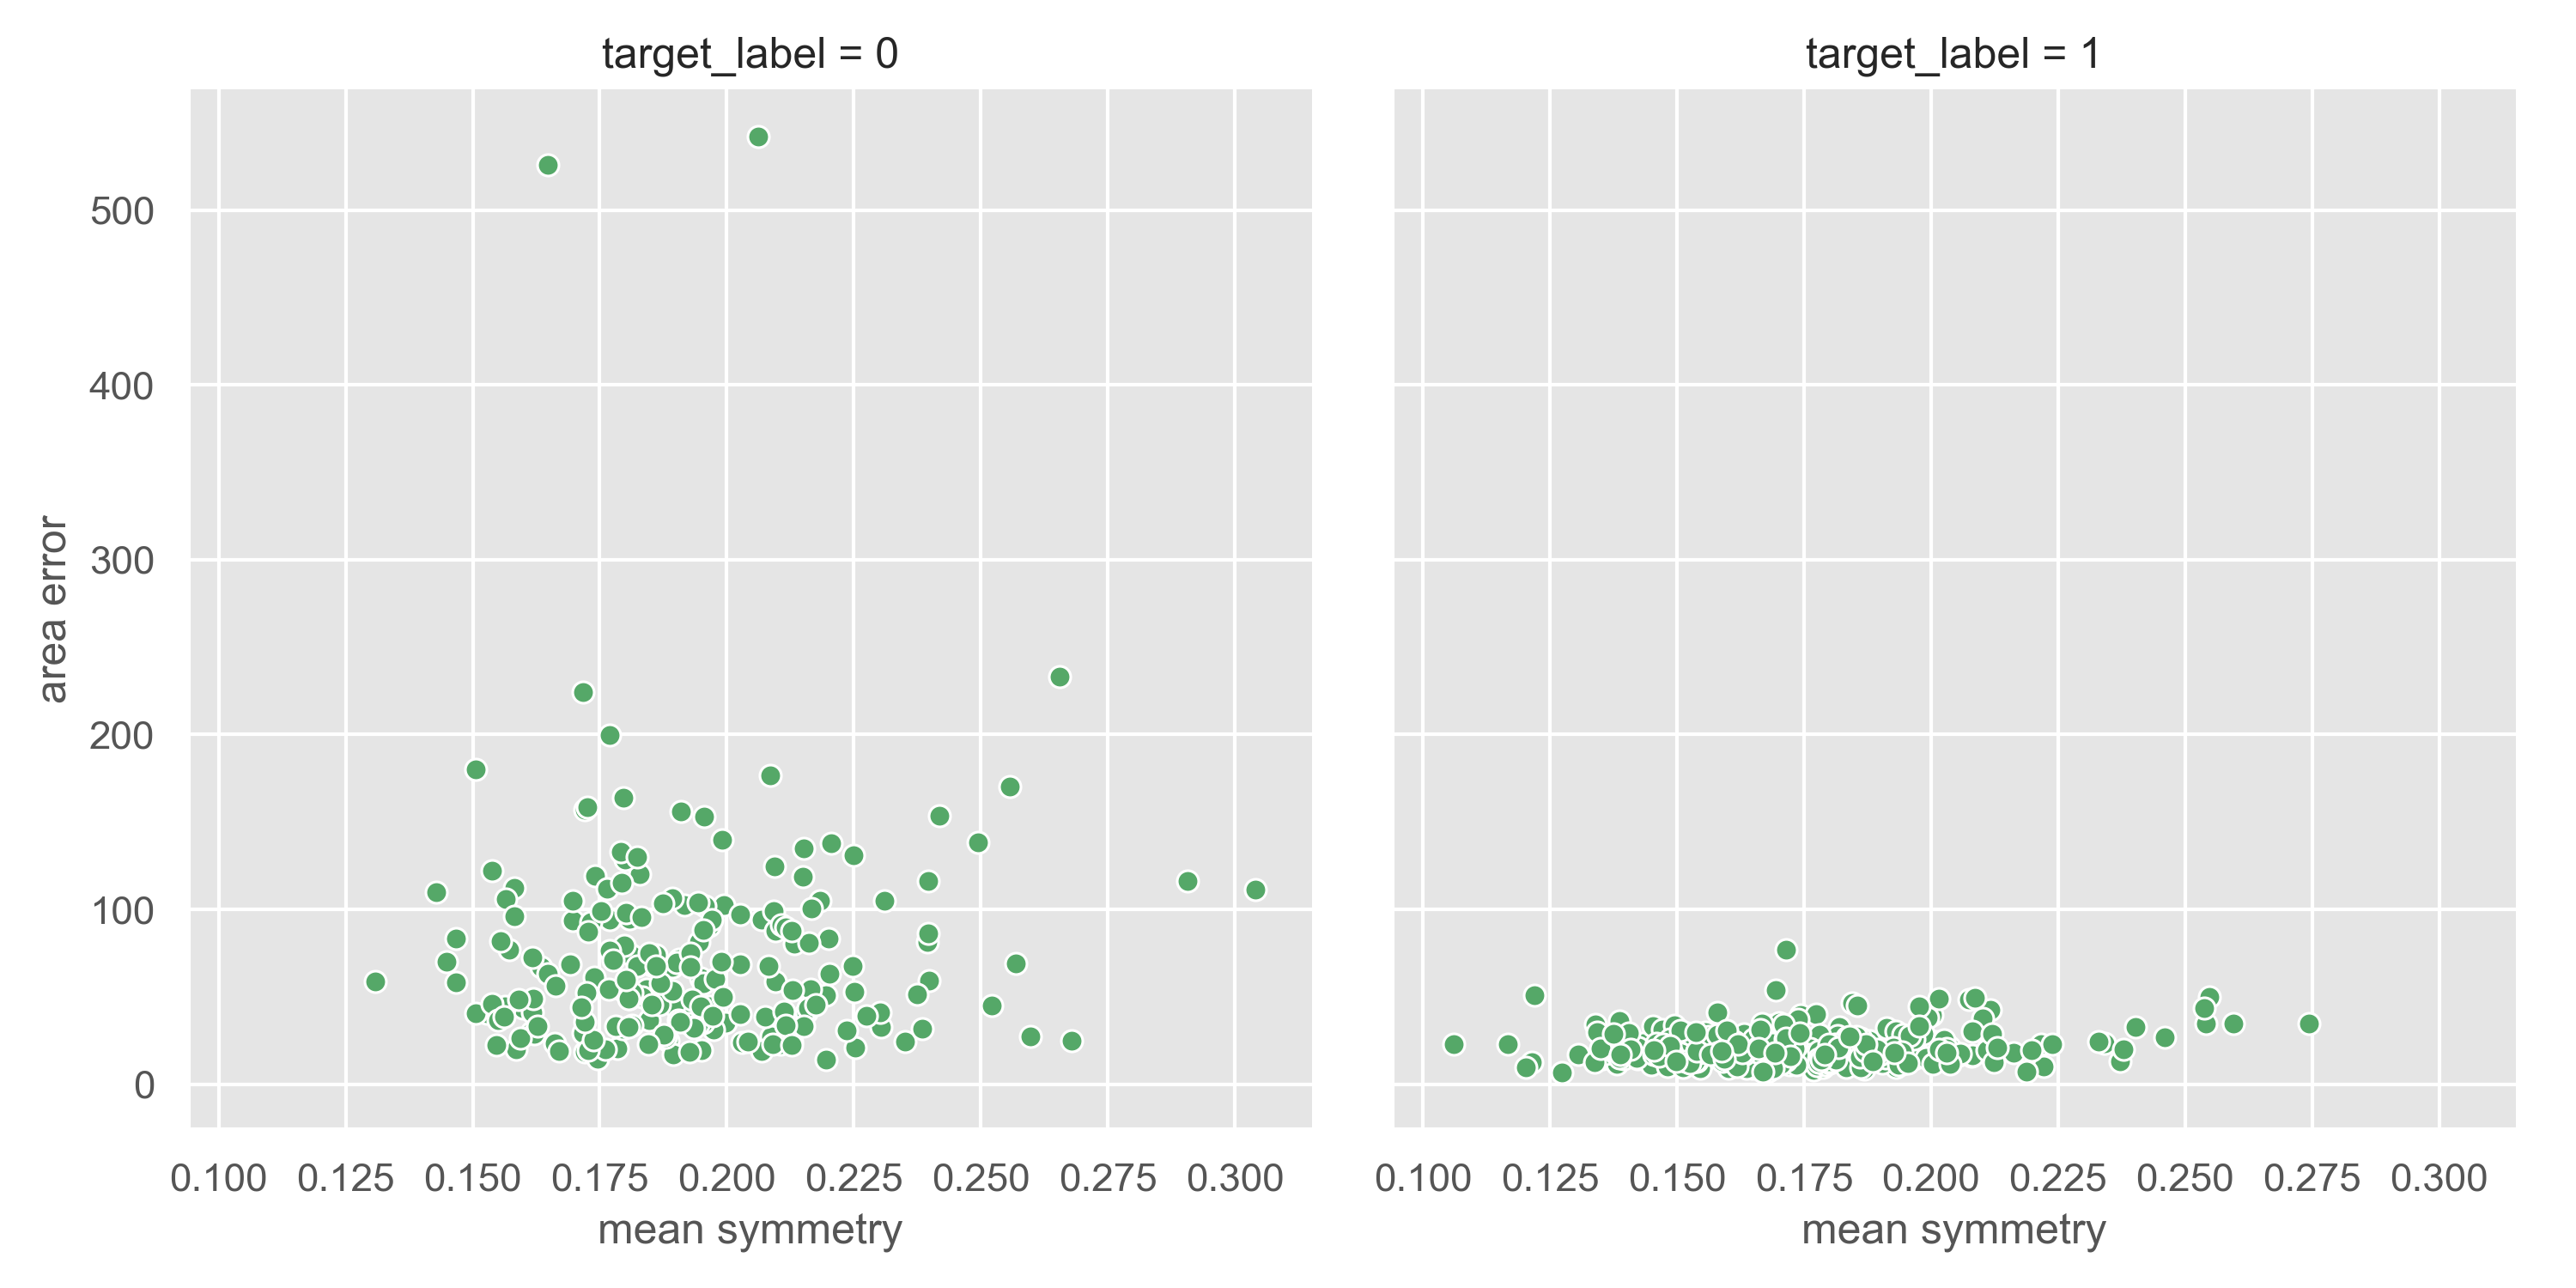 target_label = 0
target_label = 1
area error
500
400
300
200
100
0
0.100 0.125 0.150 0.175 0.200 0.225 0.250 0.275 0.300
0.100 0.125 0.150 0.175 0.200 0.225 0.250 0.275 0.300
mean symmetry
mean symmetry